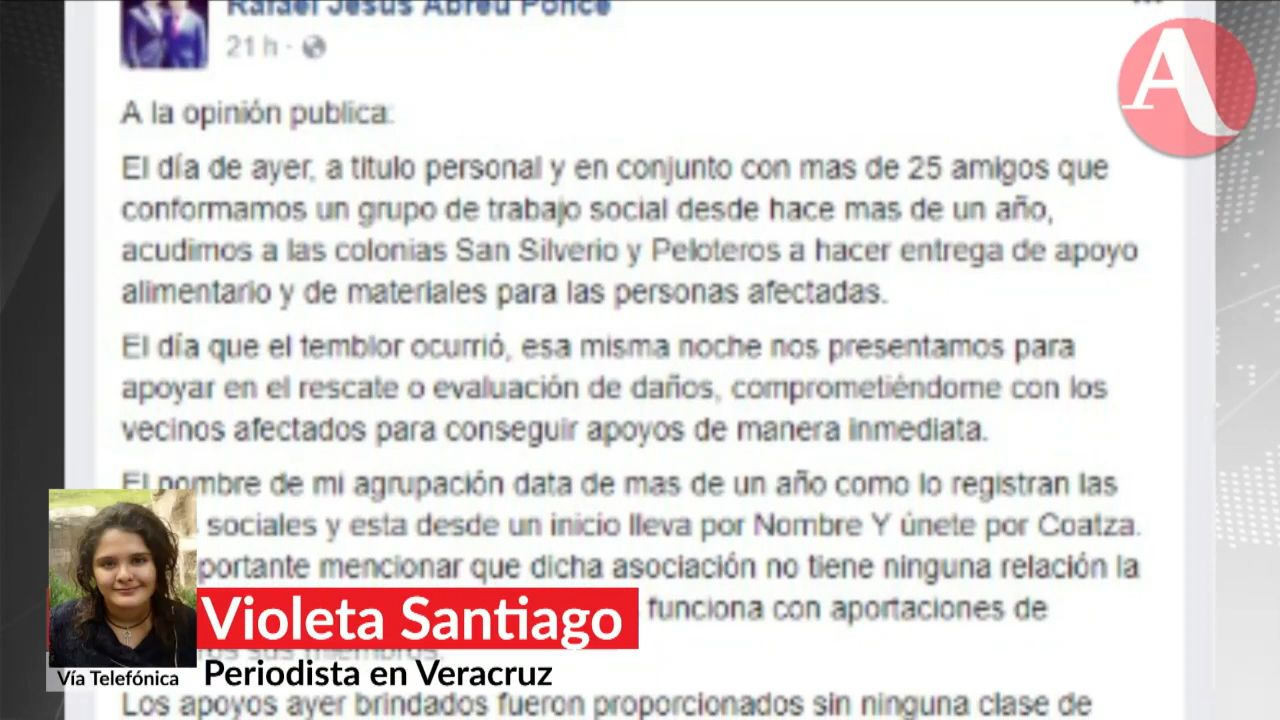 Rafael Jesus Abreu Ponce
21 h ·
A
A la opinión publica:
El día de ayer, a titulo personal y en conjunto con mas de 25 amigos que
conformamos un grupo de trabajo social desde hace mas de un año,
acudimos a las colonias San Silverio y Peloteros a hacer entrega de apoyo
alimentario y de materiales para las personas afectadas.
El día que el temblor ocurrió, esa misma noche nos presentamos para
apoyar en el rescate o evaluación de daños, comprometiéndome con los
vecinos afectados para conseguir apoyos de manera inmediata.
El nombre de mi agrupación data de mas de un año como lo registran las
sociales y esta desde un inicio lleva por Nombre Y únete por Coatza.
portante mencionar que dicha asociación no tiene ninguna relación la
funciona con aportaciones de
sus miembros.
Los apoyos ayer brindados fueron proporcionados sin ninguna clase de
Violeta Santiago
Periodista en Veracruz
Vía Telefónica